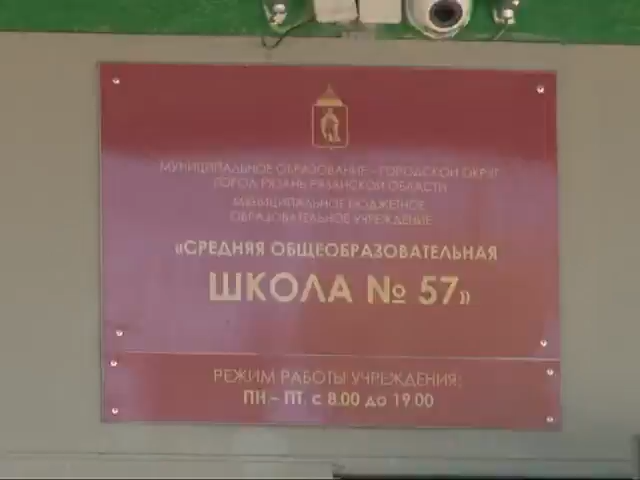 МУНИЦИПАЛЬНОЕ ОБРАЗОВАНИЕ - ГОРОДСКОЙ ОКРУГ
ГОРОД РЯЗАНЬ РЯЗАНСКОЙ ОБЛАСТИ
МУНИЦИПАЛЬНОЕ БЮДЖЕТНОЕ
ОБРАЗОВАТЕЛЬНОЕ УЧРЕЖДЕНИЕ
«СРЕДНЯЯ ОБЩЕОБРАЗОВАТЕЛЬНАЯ
ШКОЛА № 57»
РЕЖИМ РАБОТЫ УЧРЕЖДЕНИЯ:
ПН – ПТ. с 8.00 до 19.00